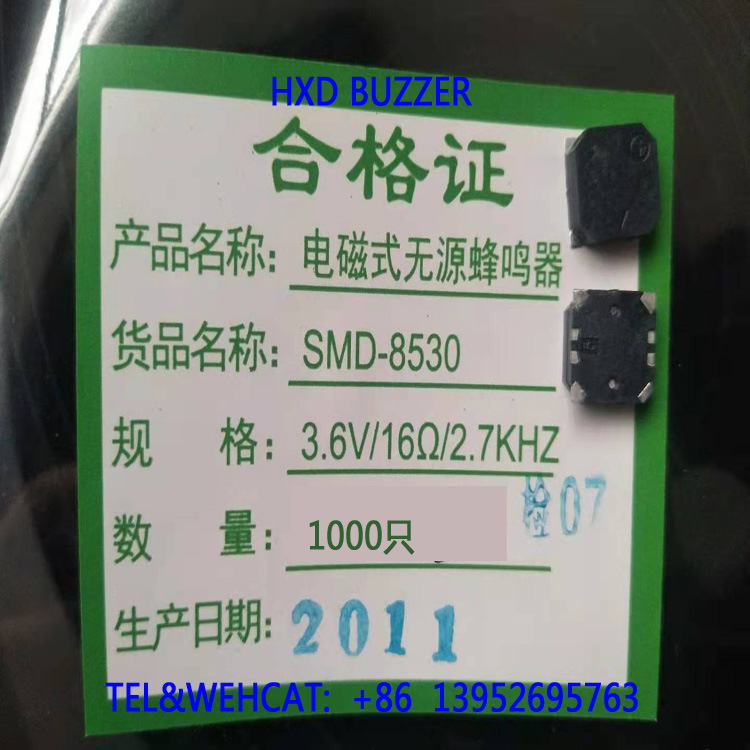 HXD BUZZER
合格证
产品名称：电磁式无源蜂鸣器
货品名称：SMD-8530
规 格：3.6V/16Ω/2.7KHZ
数 量：1000只
检07
生产日期：2011
TEL&WEHCAT: +86 13952695763